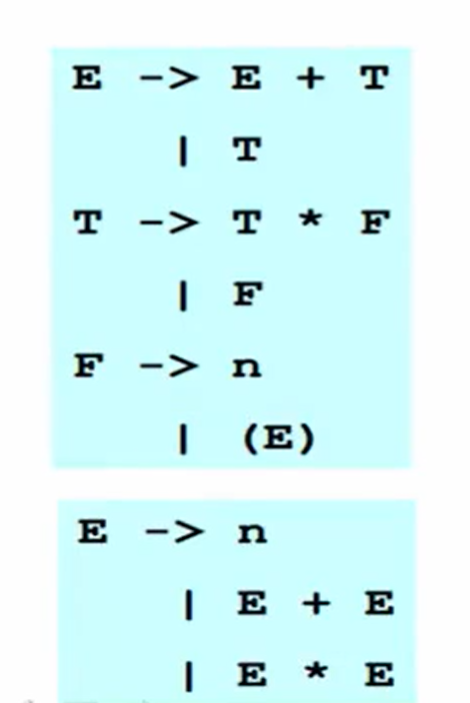 E -> E + T
| T
T -> T * F
| F
F -> n
| (E)
E -> n
| E + E
| E * E